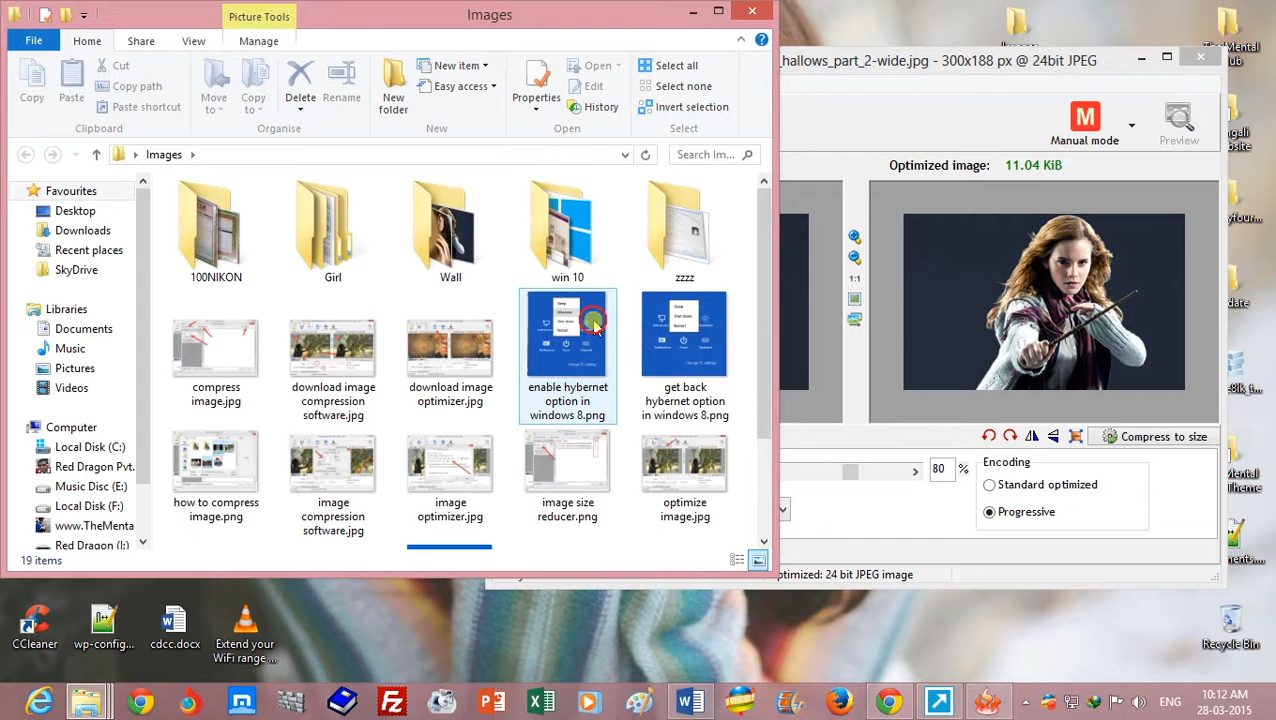 Picture Tools
Images
File
Home
Share
View
Manage
Copy
Paste
Cut
Copy path
Paste shortcut
Clipboard
Move to
Copy to
Delete
Rename
Organise
New folder
New item
Easy access
New
Properties
Open
Edit
History
Open
Select all
Select none
Invert selection
Select
Images
Search Im...
Favourites
Desktop
Downloads
Recent places
SkyDrive
Libraries
Documents
Music
Pictures
Videos
Computer
Local Disk (C:)
Red Dragon Pvt.
Music Disc (E:)
Local Disk (F:)
www.TheMenta
Red Dragon (I:)
100NIKON
Girl
Wall
win 10
zzzz
compress
image.jpg
download image
compression
software.jpg
download image
optimizer.jpg
enable hybernet
option in
windows 8.png
get back
hybernet option
in windows 8.png
how to compress
image.png
image
compression
software.jpg
image
optimizer.jpg
image size
reducer.png
optimize
image.jpg
19 items
_hallows_part_2-wide.jpg - 300x188 px @ 24bit JPEG
M
Manual mode
Preview
Optimized image: 11.04 KiB
1:1
Compress to size
80 %
Encoding
Standard optimized
Progressive
timized: 24 bit JPEG image
CCleaner
wp-config...
cdcc.docx
Extend your
WiFi range ...
Recycle Bin
ENG
10:12 AM
28-03-2015